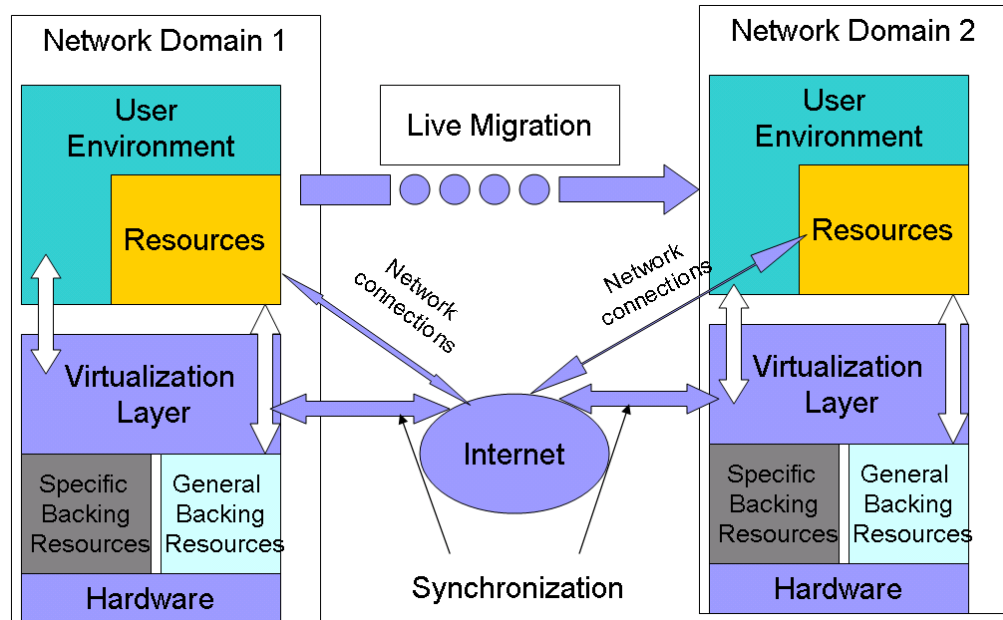 Network Domain 1
User
Environment
Resources
Virtualization
Layer
Specific
Backing
Resources
General
Backing
Resources
Hardware
Live Migration
Network
connections
Network
connections
Internet
Synchronization
Network Domain 2
User
Environment
Resources
Virtualization
Layer
Specific
Backing
Resources
General
Backing
Resources
Hardware